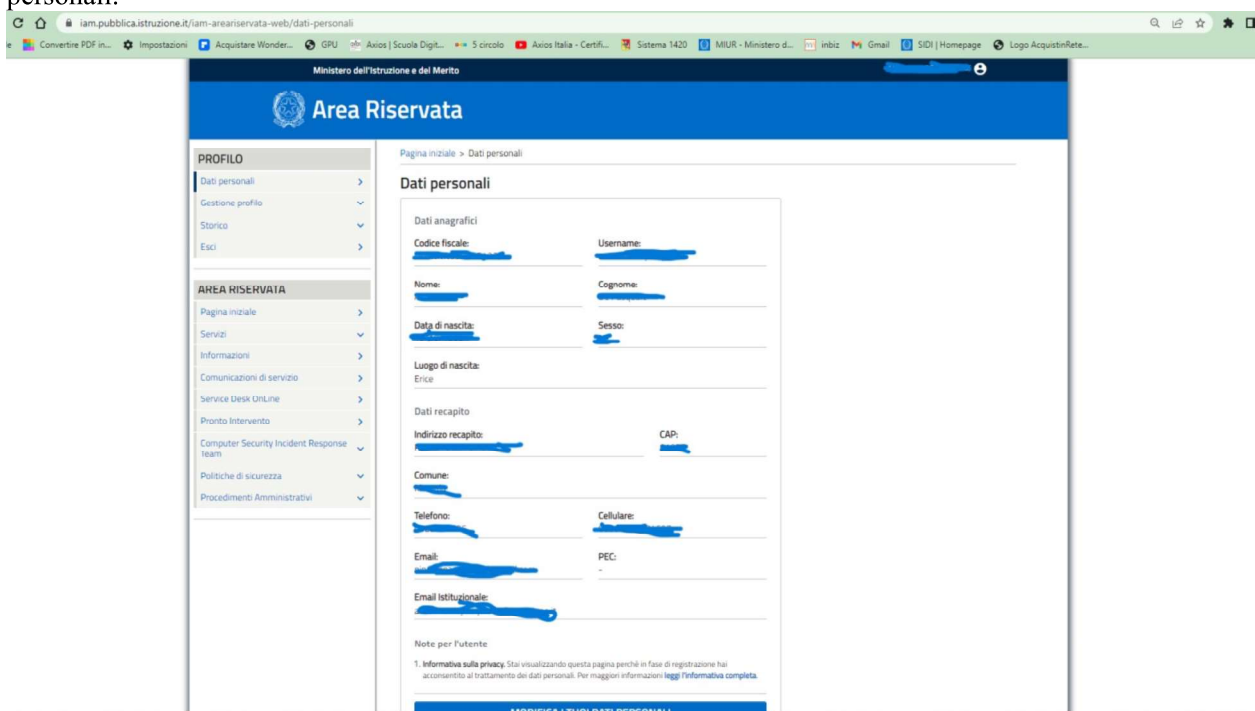 personali.
iam.pubblica.istruzione.it/iam-areariservata-web/dati-personali
Convertire PDF in... Impostazioni Acquistare Wonder... GPU Axios | Scuola Digit... 5 circolo Axios Italia - Certifi... Sistema 1420 MIUR - Ministero d... inbiz Gmail SIDI | Homepage Logo AcquistinRete...
Ministero dell'Istruzione e del Merito
Area Riservata
PROFILO
Dati personali
Gestione profilo
Storico
Esci
AREA RISERVATA
Pagina iniziale
Servizi
Informazioni
Comunicazioni di servizio
Service Desk OnLine
Pronto Intervento
Computer Security Incident Response
Team
Politiche di sicurezza
Procedimenti Amministrativi
Pagina iniziale > Dati personali
Dati personali
Dati anagrafici
Codice fiscale: Username:
Nome: Cognome:
Data di nascita: Sesso:
Luogo di nascita:
Erice
Dati recapito
Indirizzo recapito: CAP:
Comune:
Telefono: Cellulare:
Email: PEC:
-
Email Istituzionale:
Note per l'utente
1. Informativa sulla privacy. Stai visualizzando questa pagina perchè in fase di registrazione hai
acconsentito al trattamento dei dati personali. Per maggiori informazioni leggi l'informativa completa.
MODIFICA I TUOI DATI PERSONALI